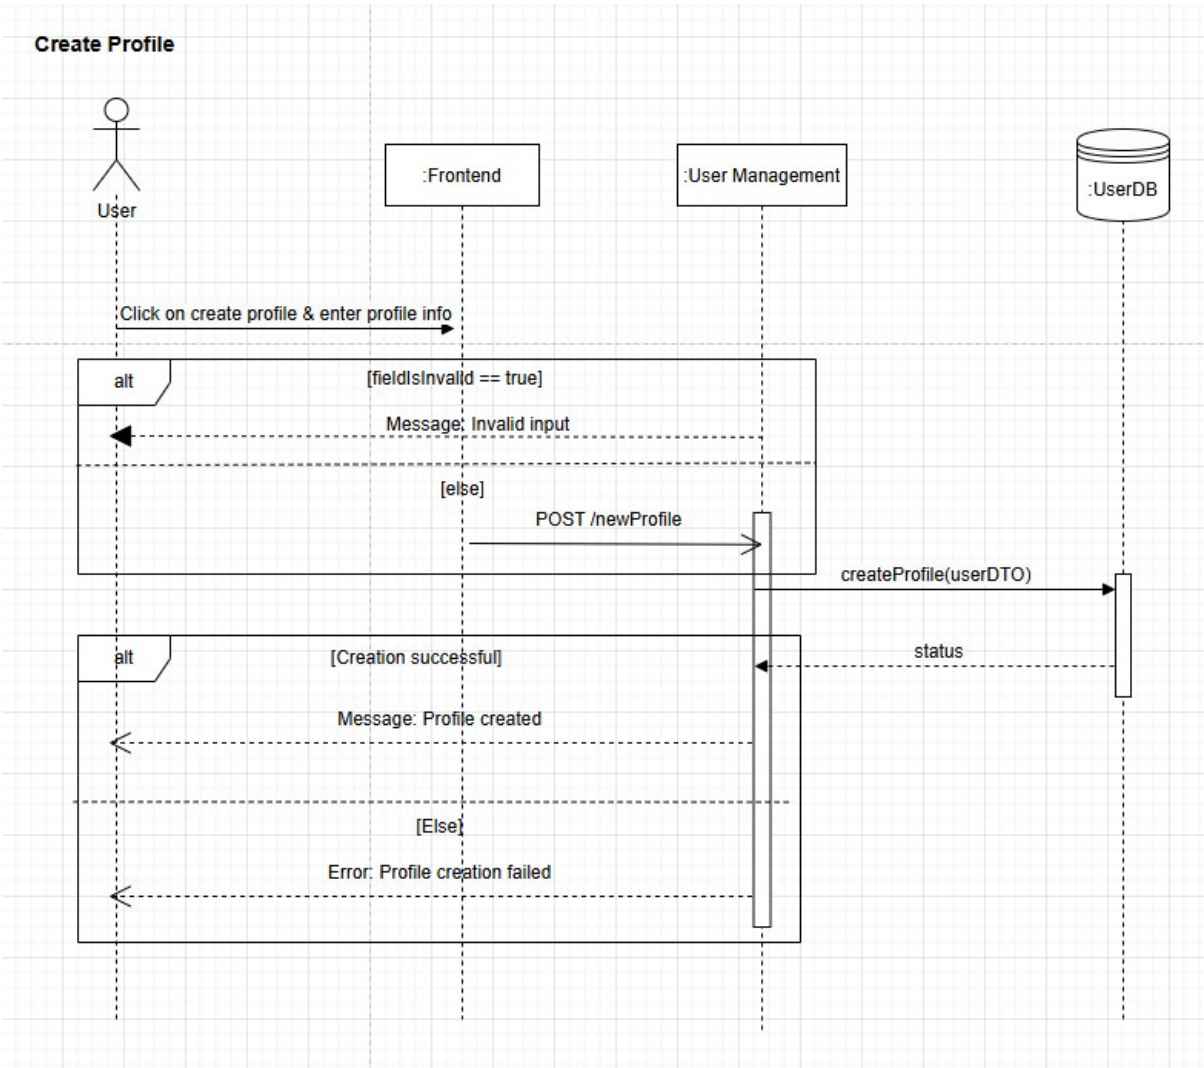 Create Profile
User
:Frontend
:User Management
:UserDB
Click on create profile & enter profile info
alt
[fieldIsInvalid == true]
Message: Invalid input
[else]
POST /newProfile
createProfile(userDTO)
alt
[Creation successful]
status
Message: Profile created
[Else]
Error: Profile creation failed